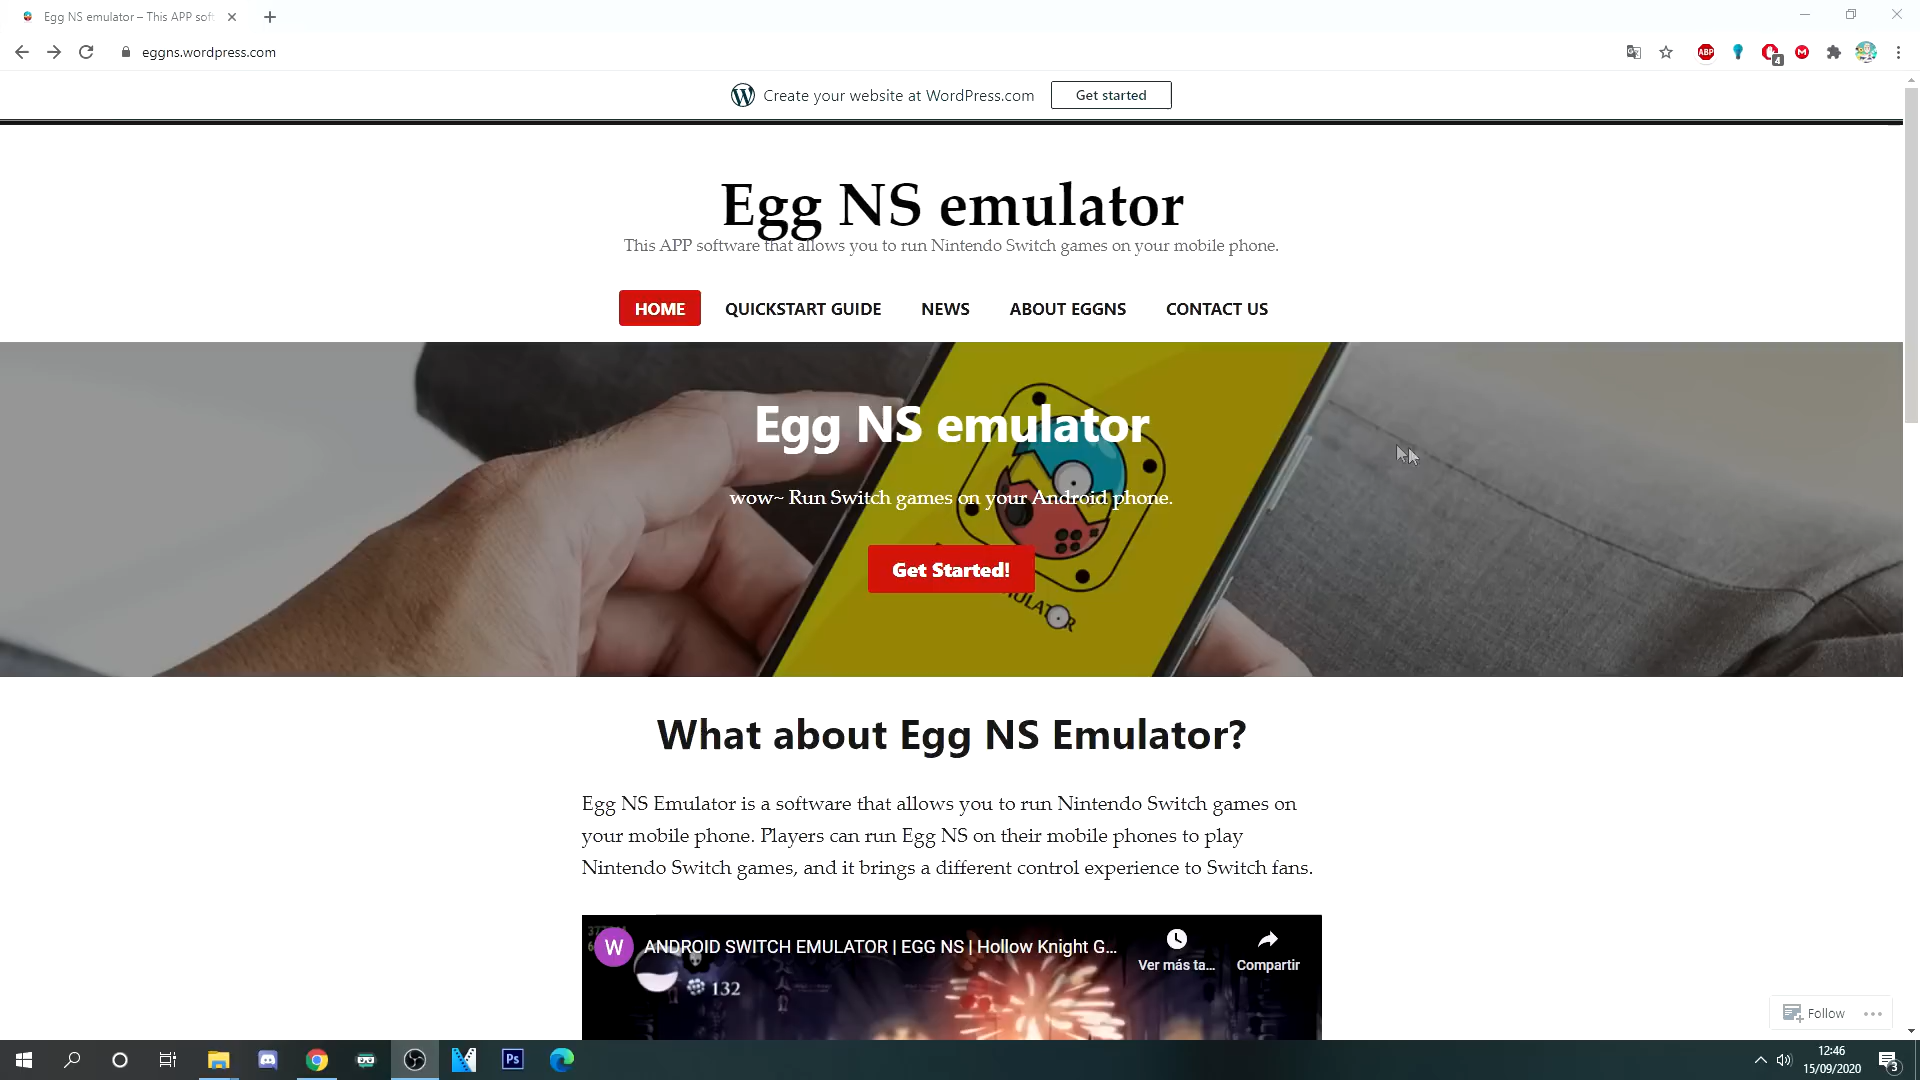 Egg NS emulator – This APP soft
eggns.wordpress.com
ABP
4
M
Create your website at WordPress.com
Get started
Egg NS emulator
This APP software that allows you to run Nintendo Switch games on your mobile phone.
HOME
QUICKSTART GUIDE
NEWS
ABOUT EGGNS
CONTACT US
Egg NS emulator
wow~ Run Switch games on your Android phone.
Get Started!
What about Egg NS Emulator?
Egg NS Emulator is a software that allows you to run Nintendo Switch games on
your mobile phone. Players can run Egg NS on their mobile phones to play
Nintendo Switch games, and it brings a different control experience to Switch fans.
W
ANDROID SWITCH EMULATOR | EGG NS | Hollow Knight G...
Ver más ta...
Compartir
132
Follow
Ps
12:46
15/09/2020
3